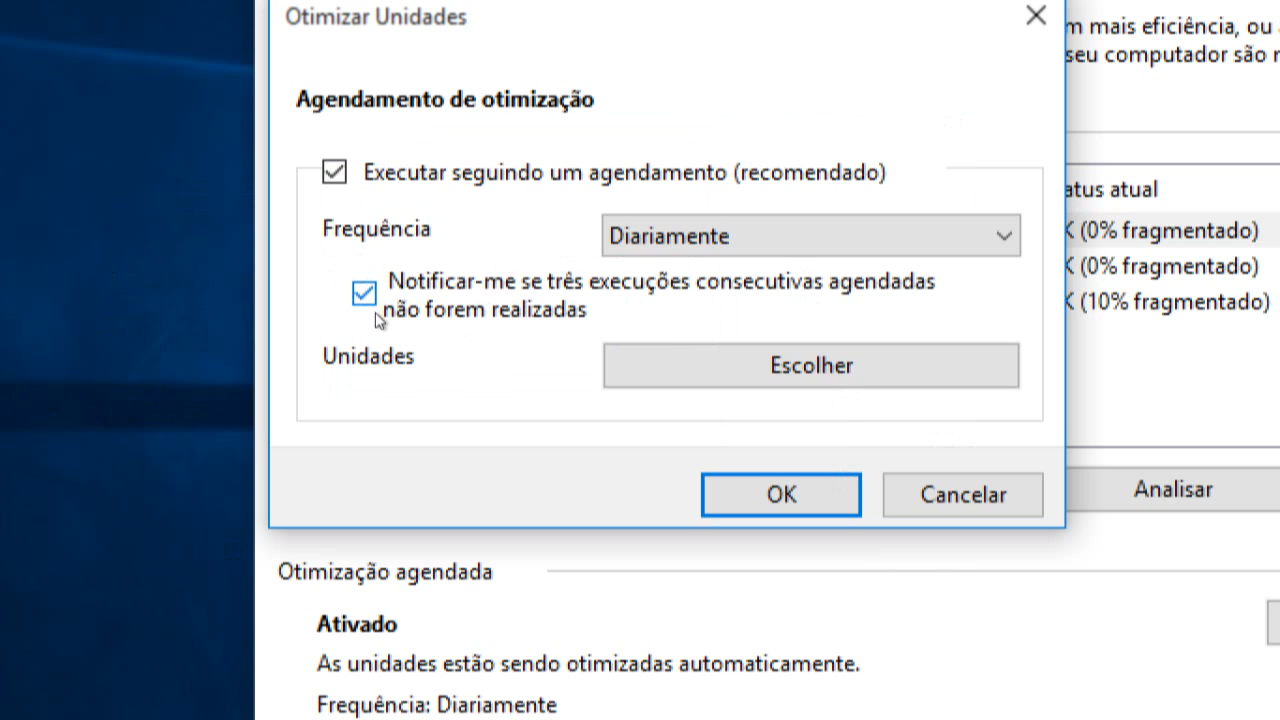 Otimizar Unidades
m mais eficiência, ou
seu computador são
Agendamento de otimização
Executar seguindo um agendamento (recomendado)
atus atual
Frequência
Diariamente
(0% fragmentado)
Notificar-me se três execuções consecutivas agendadas
não forem realizadas
(0% fragmentado)
(10% fragmentado)
Unidades
Escolher
OK
Cancelar
Analisar
Otimização agendada
Ativado
As unidades estão sendo otimizadas automaticamente.
Frequência: Diariamente